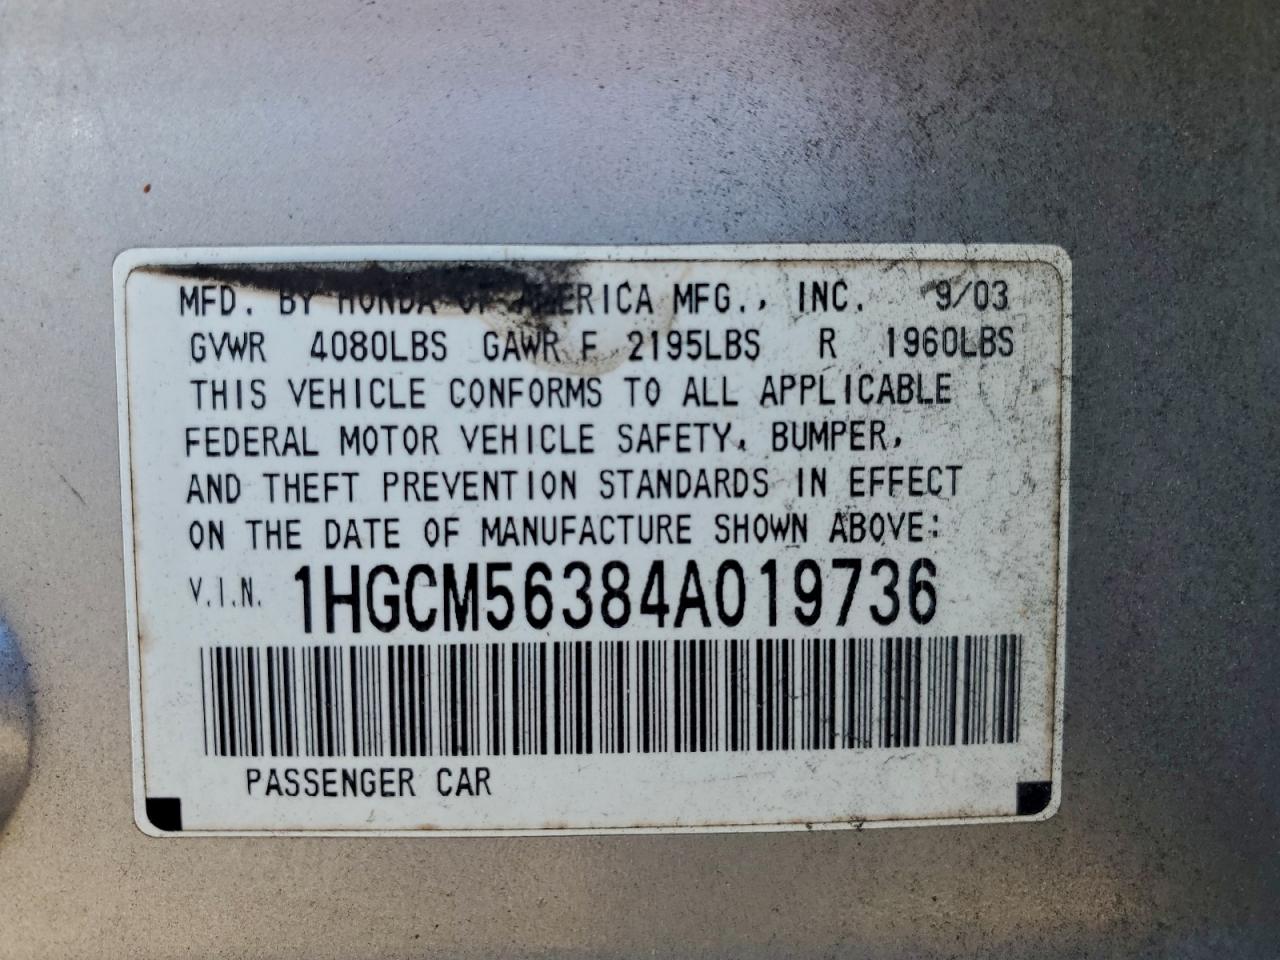 MFD. BY HONDA OF AMERICA MFG., INC. 9/03
GVWR 4080LBS GAWR F 2195LBS R 1960LBS
THIS VEHICLE CONFORMS TO ALL APPLICABLE
FEDERAL MOTOR VEHICLE SAFETY, BUMPER,
AND THEFT PREVENTION STANDARDS IN EFFECT
ON THE DATE OF MANUFACTURE SHOWN ABOVE:
V.I.N. 1HGCM56384A019736
PASSENGER CAR